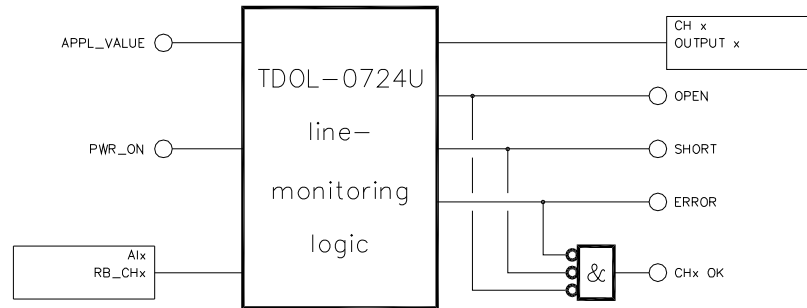 APPL_VALUE
PWR_ON
AIx
RB_CHx
TDOL-0724U
line-
monitoring
logic
CH x
OUTPUT x
OPEN
SHORT
ERROR
&
CHx OK